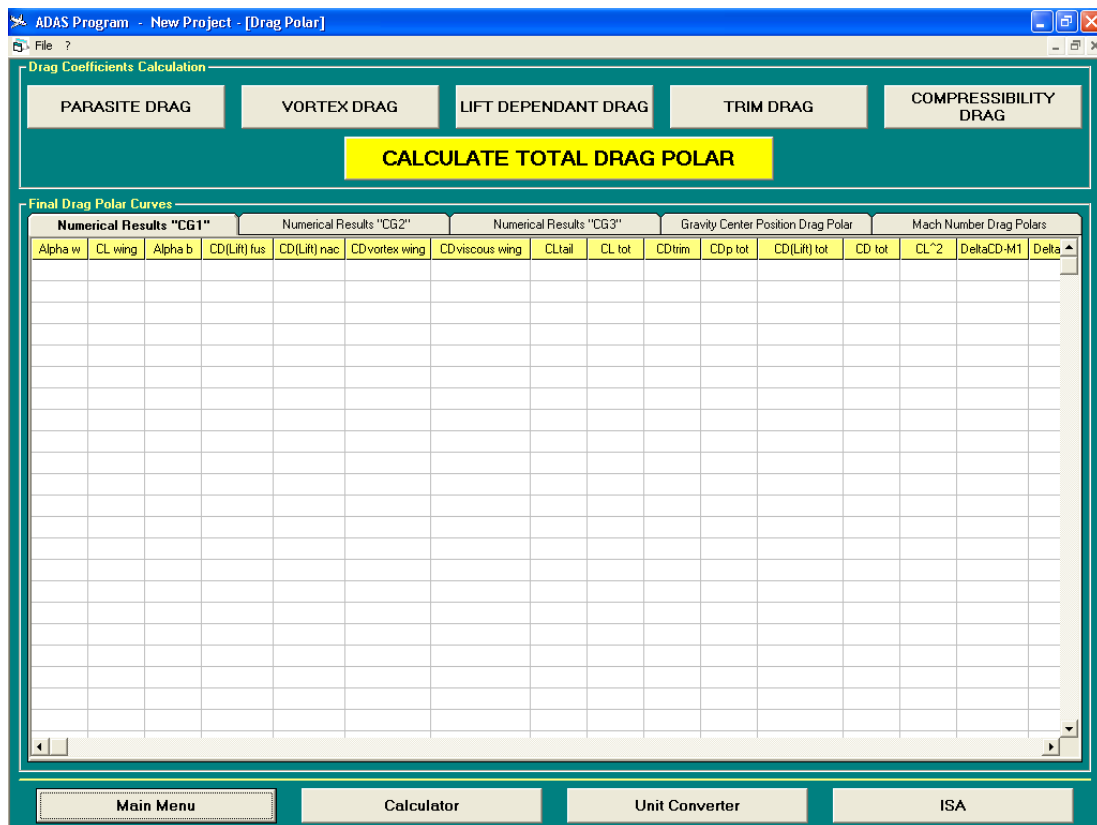 ADAS Program - New Project - [Drag Polar]
File ?
Drag Coefficients Calculation
PARASITE DRAG VORTEX DRAG LIFT DEPENDANT DRAG TRIM DRAG COMPRESSIBILITY DRAG
CALCULATE TOTAL DRAG POLAR
Final Drag Polar Curves
Numerical Results "CG1" Numerical Results "CG2" Numerical Results "CG3" Gravity Center Position Drag Polar Mach Number Drag Polars
Alpha w CL wing Alpha b CD(Lift) fus CD(Lift) nac CDvortex wing CDviscous wing CLtail CL tot CDtrim CDp tot CD(Lift) tot CD tot CL^2 DeltaCD-M1 Delta
Main Menu Calculator Unit Converter ISA